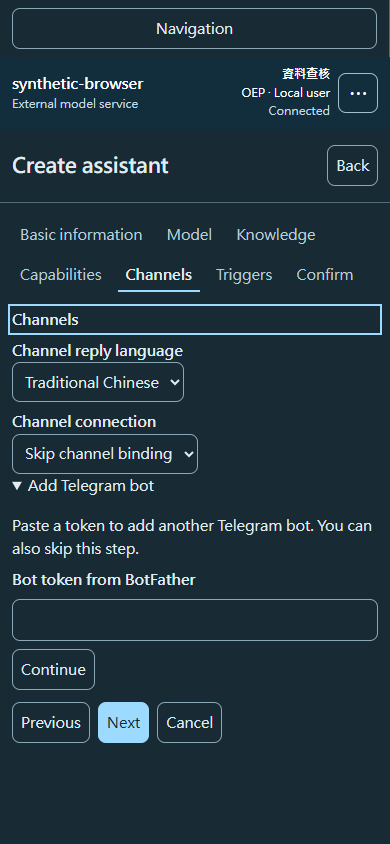 Navigation
synthetic-browser
External model service
資料查核
OEP · Local user
Connected
Create assistant
Back
Basic information
Model
Knowledge
Capabilities
Channels
Triggers
Confirm
Channels
Channel reply language
Traditional Chinese
Channel connection
Skip channel binding
▼ Add Telegram bot
Paste a token to add another Telegram bot. You can
also skip this step.
Bot token from BotFather
Continue
Previous
Next
Cancel